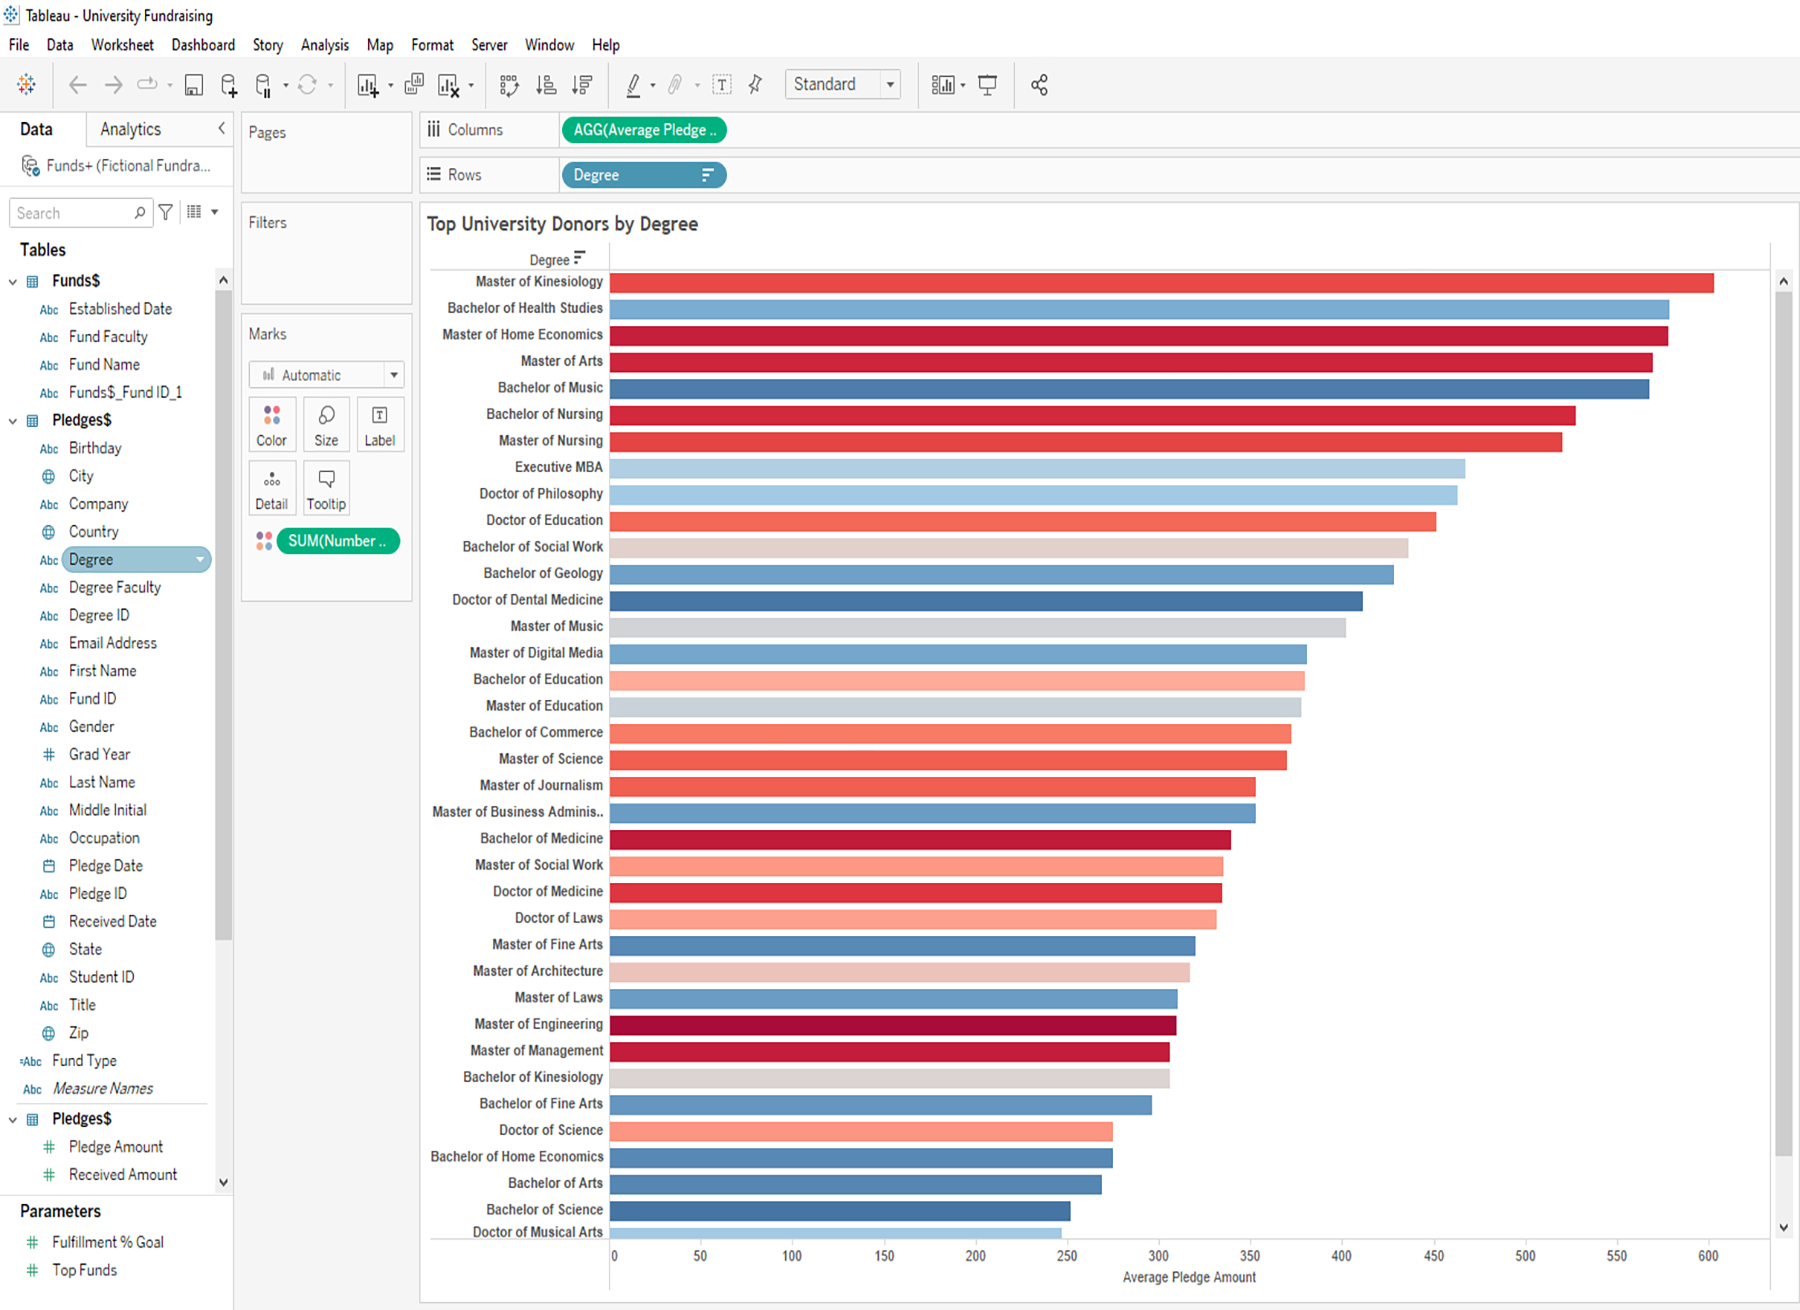 Tableau - University Fundraising
File Data Worksheet Dashboard Story Analysis Map Format Server Window Help
Standard
Data Analytics
Funds+ (Fictional Fundra...
Search
Tables
Funds$
Abc Established Date
Abc Fund Faculty
Abc Fund Name
Abc Funds$_Fund ID_1
Pledges$
Abc Birthday
City
Abc Company
Country
Abc Degree
Abc Degree Faculty
Abc Degree ID
Abc Email Address
Abc First Name
Abc Fund ID
Abc Gender
# Grad Year
Abc Last Name
Abc Middle Initial
Abc Occupation
Pledge Date
Abc Pledge ID
Received Date
State
Abc Student ID
Abc Title
Zip
=Abc Fund Type
Abc Measure Names
Pledges$
# Pledge Amount
# Received Amount
Parameters
# Fulfillment % Goal
# Top Funds
Pages
Filters
Marks
Automatic
Color Size Label
Detail Tooltip
SUM(Number ..
Columns AGG(Average Pledge ..
Rows Degree
Top University Donors by Degree
Degree
Master of Kinesiology
Bachelor of Health Studies
Master of Home Economics
Master of Arts
Bachelor of Music
Bachelor of Nursing
Master of Nursing
Executive MBA
Doctor of Philosophy
Doctor of Education
Bachelor of Social Work
Bachelor of Geology
Doctor of Dental Medicine
Master of Music
Master of Digital Media
Bachelor of Education
Master of Education
Bachelor of Commerce
Master of Science
Master of Journalism
Master of Business Adminis..
Bachelor of Medicine
Master of Social Work
Doctor of Medicine
Doctor of Laws
Master of Fine Arts
Master of Architecture
Master of Laws
Master of Engineering
Master of Management
Bachelor of Kinesiology
Bachelor of Fine Arts
Doctor of Science
Bachelor of Home Economics
Bachelor of Arts
Bachelor of Science
Doctor of Musical Arts
0 50 100 150 200 250 300 350 400 450 500 550 600
Average Pledge Amount